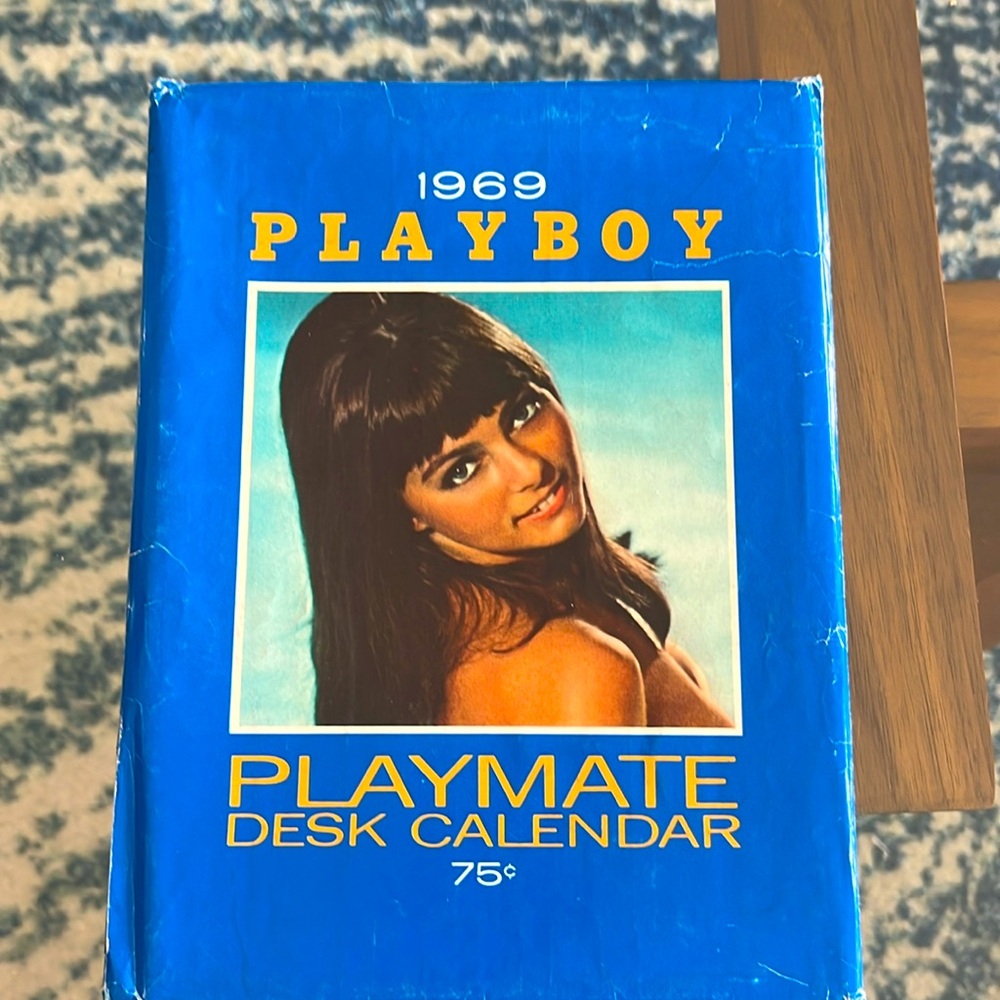 1969
PLAYBOY
PLAYMATE
DESK CALENDAR
75¢